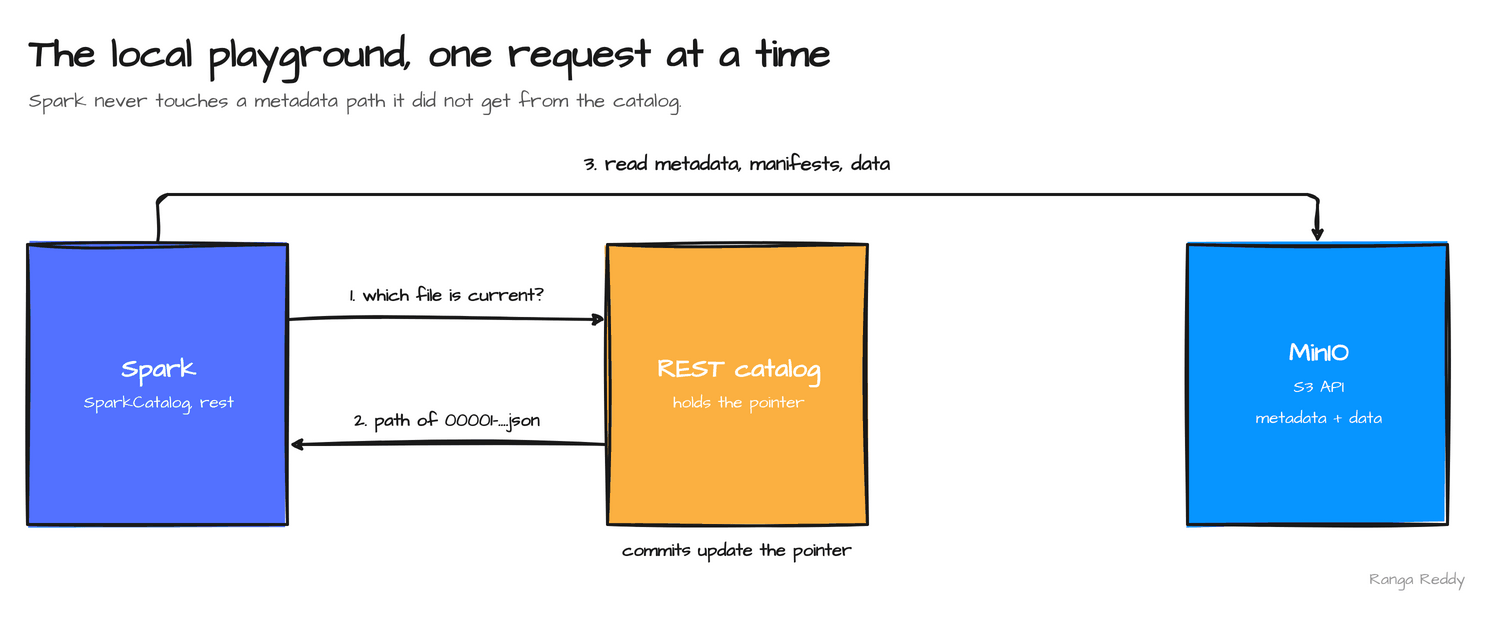 The local playground, one request at a time
Spark never touches a metadata path it did not get from the catalog.
3. read metadata, manifests, data
1. which file is current?
Spark
SparkCatalog, rest
2. path of 00001-....json
REST catalog
holds the pointer
MinIO
S3 API
metadata + data
commits update the pointer
Ranga Reddy